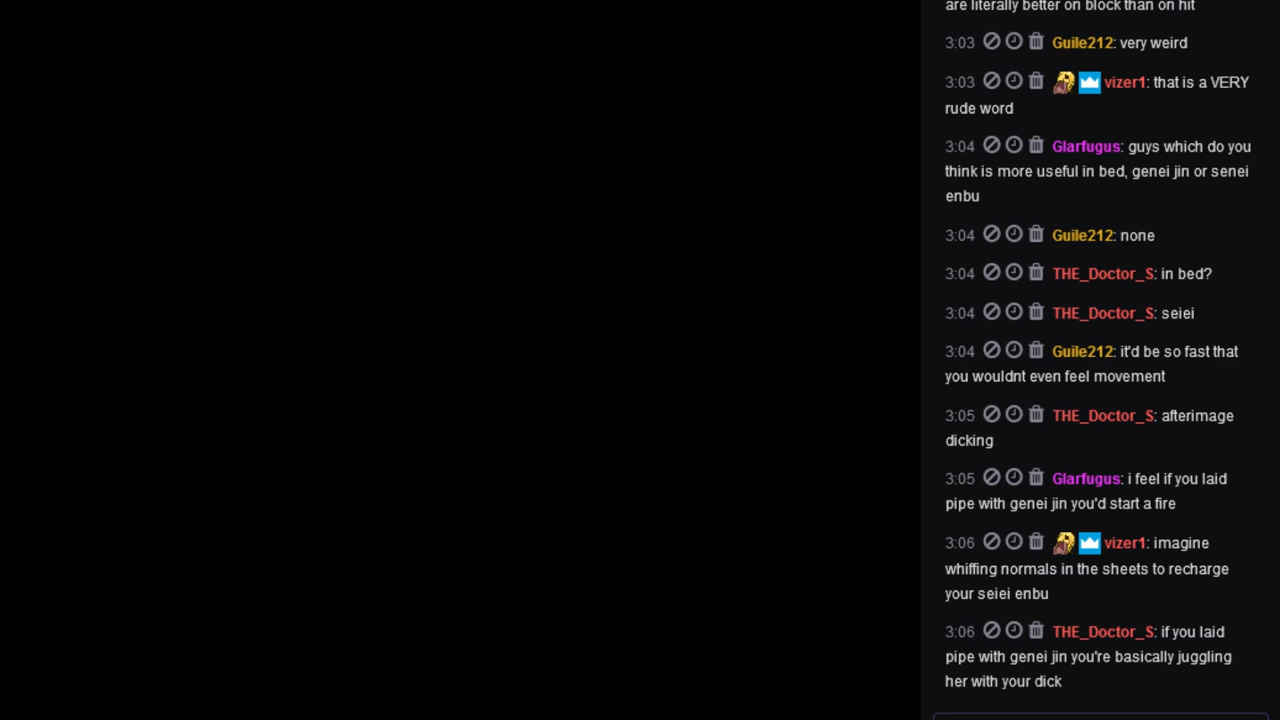 are literally better on block than on hit
3:03 Guile212: very weird
3:03 vizer1: that is a VERY
rude word
3:04 Glarfugus: guys which do you
think is more useful in bed, genei jin or senei
enbu
3:04 Guile212: none
3:04 THE_Doctor_S: in bed?
3:04 THE_Doctor_S: seiei
3:04 Guile212: it'd be so fast that
you wouldnt even feel movement
3:05 THE_Doctor_S: afterimage
dicking
3:05 Glarfugus: i feel if you laid
pipe with genei jin you'd start a fire
3:06 vizer1: imagine
whiffing normals in the sheets to recharge
your seiei enbu
3:06 THE_Doctor_S: if you laid
pipe with genei jin you're basically juggling
her with your dick